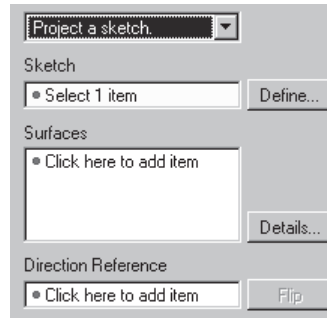 Project a sketch.
Sketch
Select 1 item
Define...
Surfaces
Click here to add item
Details...
Direction Reference
Click here to add item
Flip